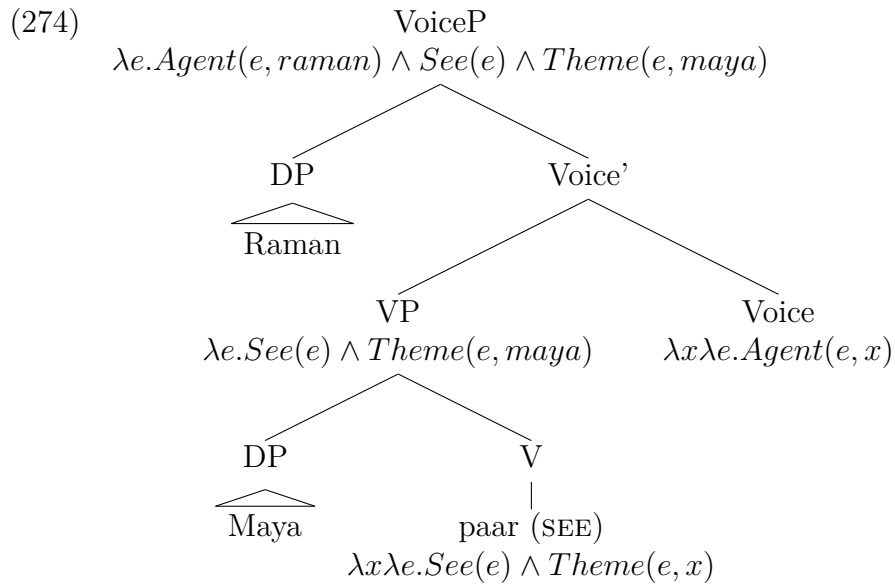 (274) VoiceP
λe.Agent(e, raman) ∧ See(e) ∧ Theme(e, maya)
DP Voice'
Raman
VP Voice
λe.See(e) ∧ Theme(e, maya) λxλe.Agent(e, x)
DP V
Maya paar (SEE)
λxλe.See(e) ∧ Theme(e, x)